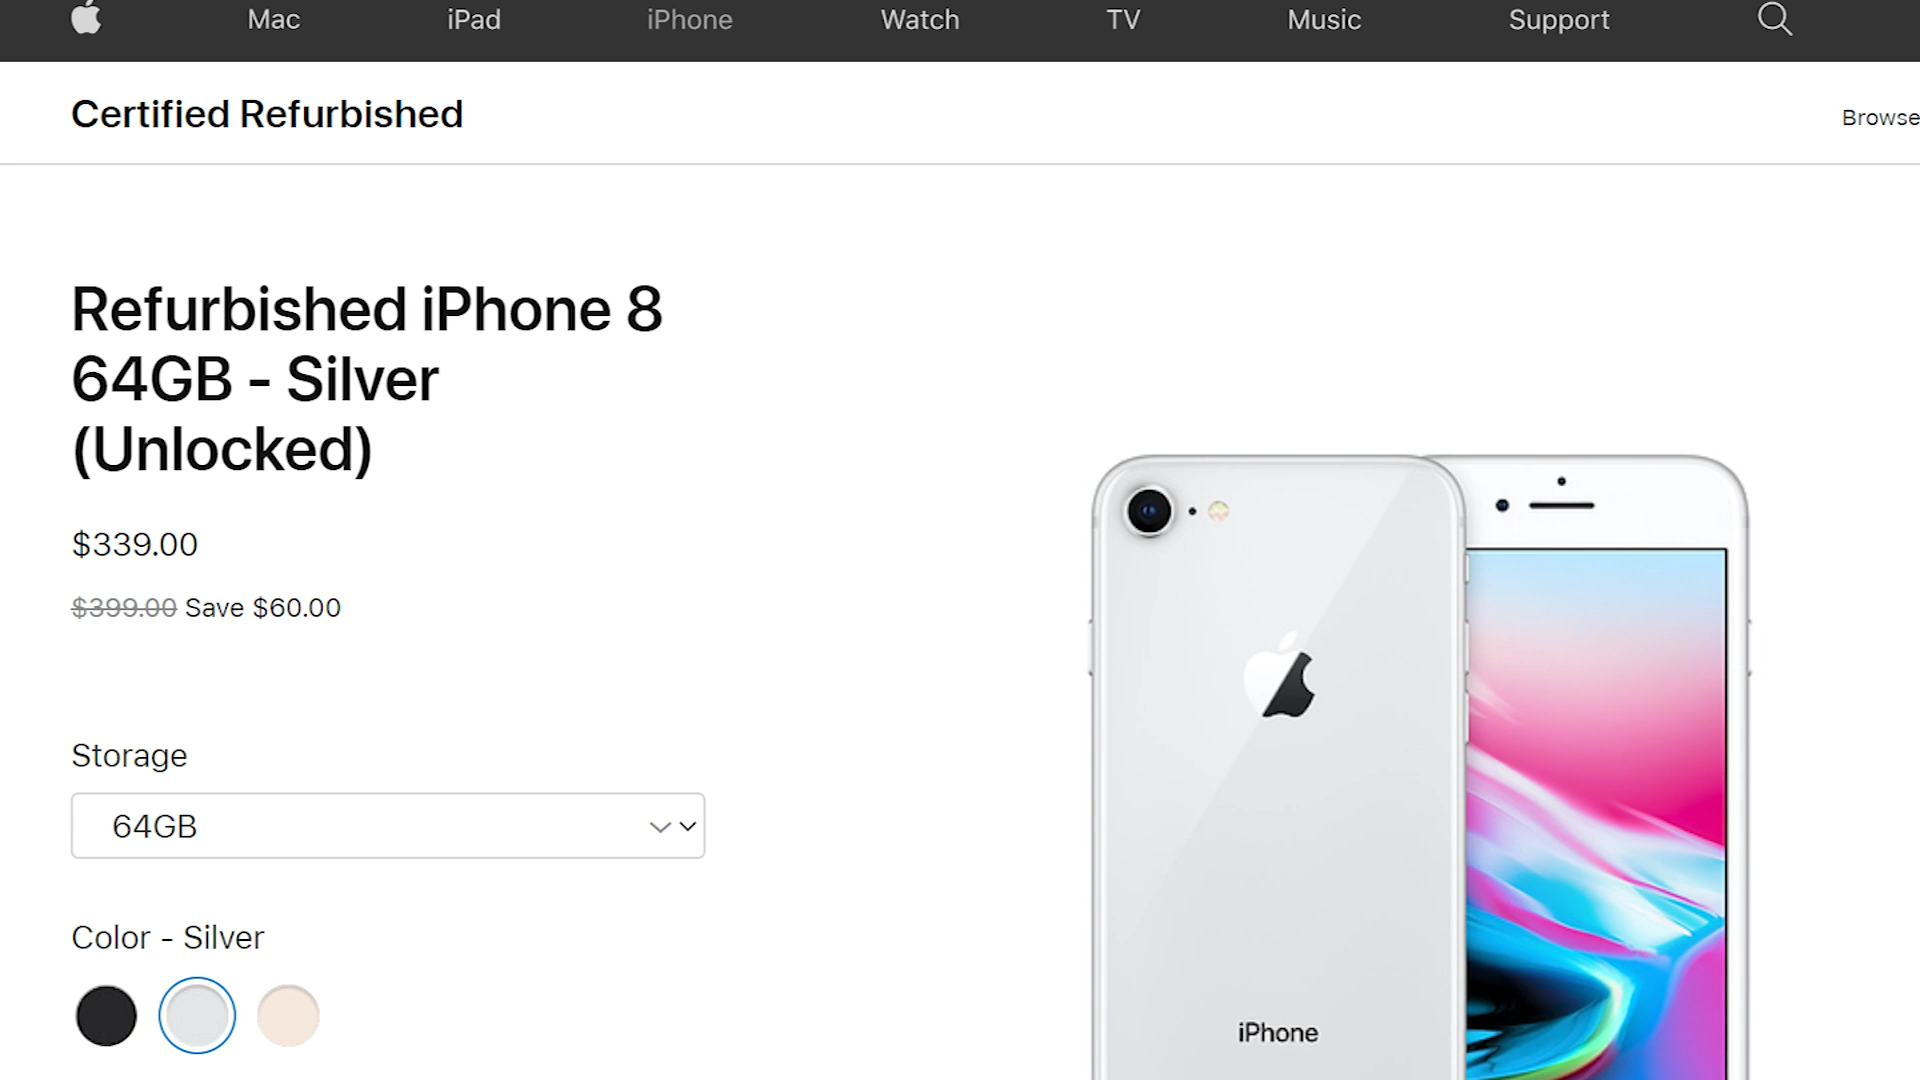 Mac iPad iPhone Watch TV Music Support
Certified Refurbished
Browse
Refurbished iPhone 8
64GB - Silver
(Unlocked)
$339.00
$399.00 Save $60.00
Storage
64GB
Color - Silver
iPhone